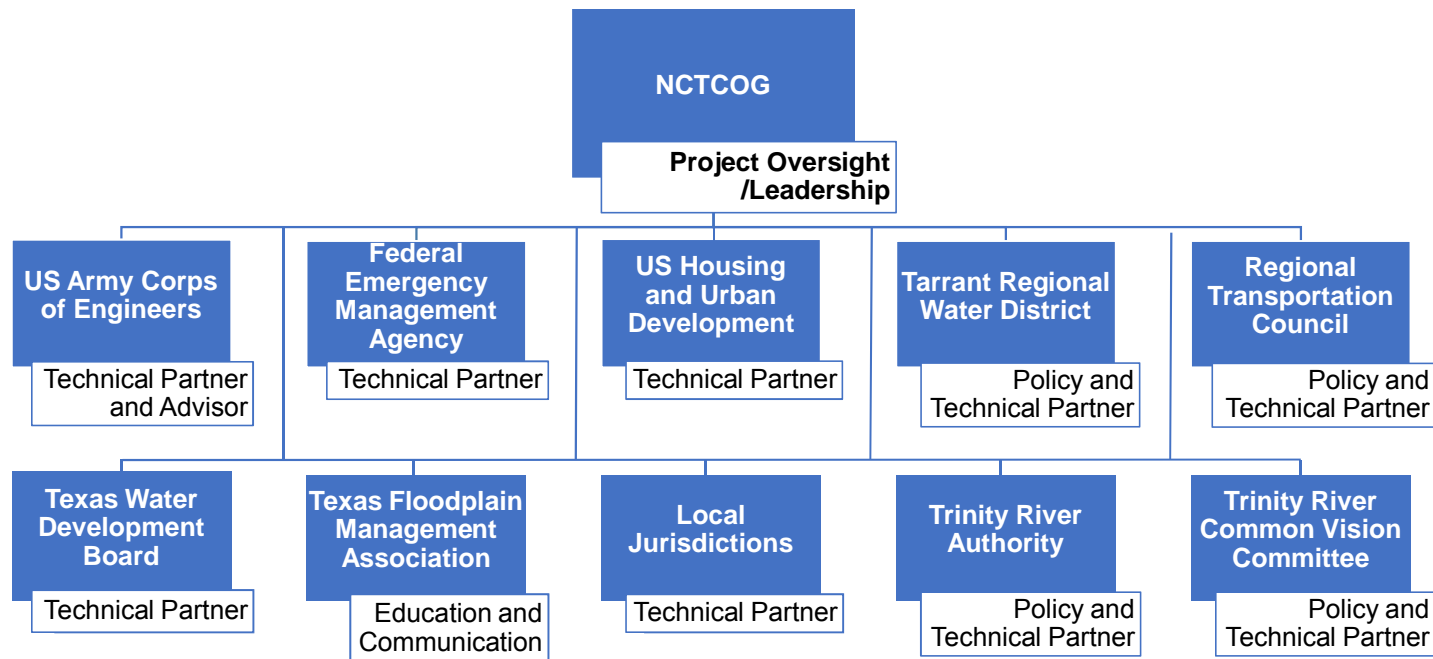 NCTCOG
Project Oversight
/Leadership
US Army Corps
of Engineers
Technical Partner
and Advisor
Federal
Emergency
Management
Agency
Technical Partner
US Housing
and Urban
Development
Technical Partner
Tarrant Regional
Water District
Policy and
Technical Partner
Regional
Transportation
Council
Policy and
Technical Partner
Texas Water
Development
Board
Technical Partner
Texas Floodplain
Management
Association
Education and
Communication
Local
Jurisdictions
Technical Partner
Trinity River
Authority
Policy and
Technical Partner
Trinity River
Common Vision
Committee
Policy and
Technical Partner